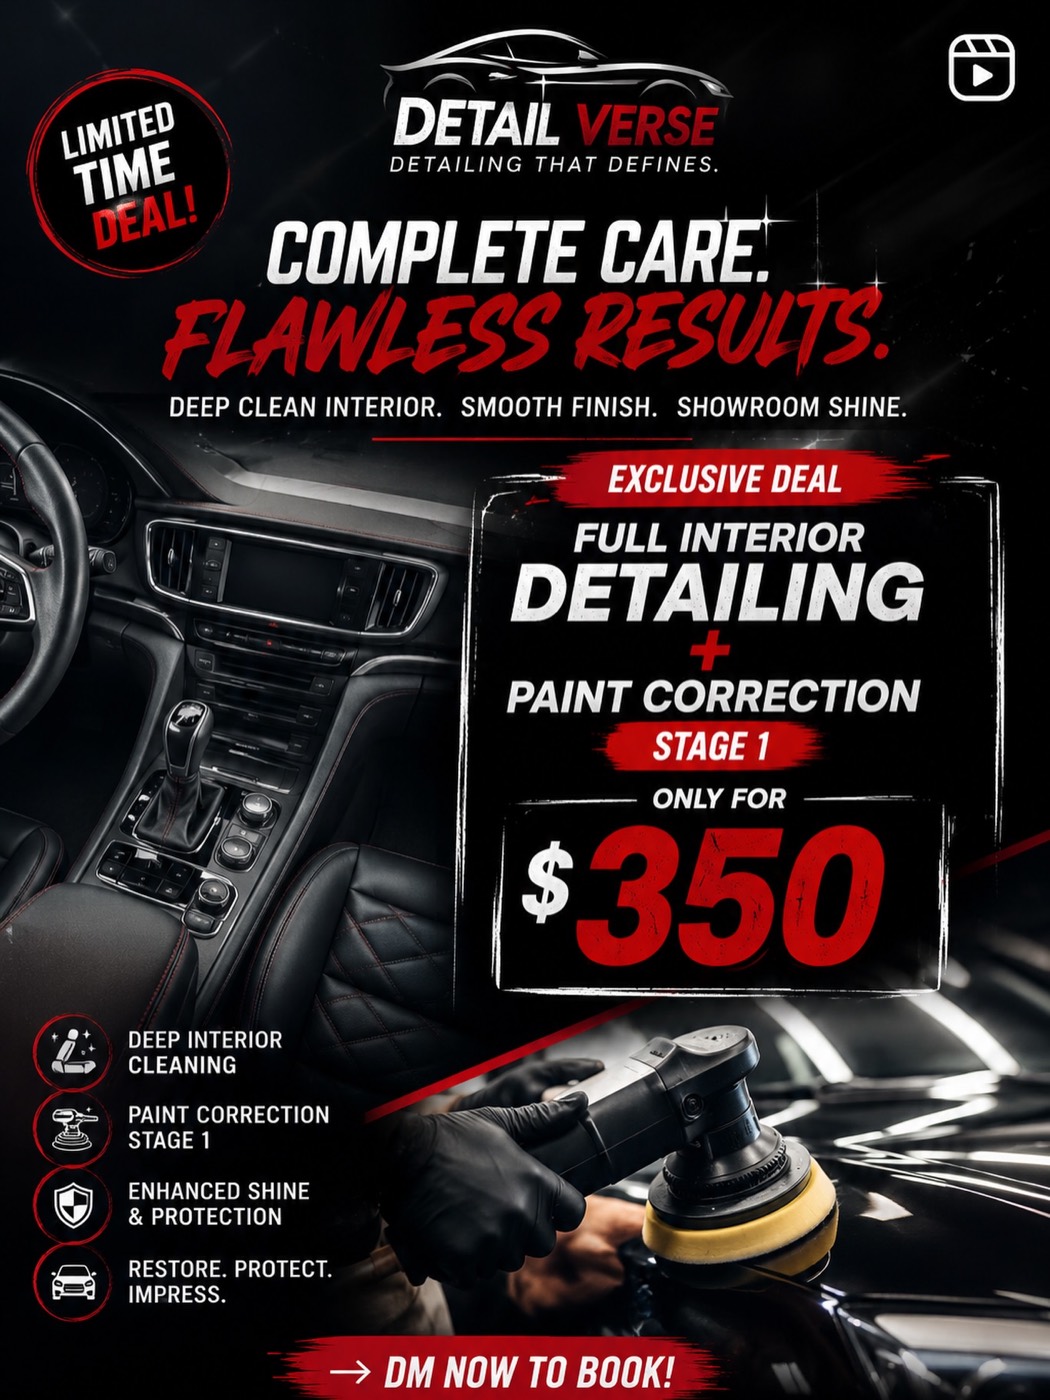 LIMITED
TIME
DEAL!
DETAIL VERSE
DETAILING THAT DEFINES.
COMPLETE CARE.
FLAWLESS RESULTS.
DEEP CLEAN INTERIOR. SMOOTH FINISH. SHOWROOM SHINE.
EXCLUSIVE DEAL
FULL INTERIOR
DETAILING
+
PAINT CORRECTION
STAGE 1
ONLY FOR
$350
DEEP INTERIOR
CLEANING
PAINT CORRECTION
STAGE 1
ENHANCED SHINE
& PROTECTION
RESTORE. PROTECT.
IMPRESS.
→ DM NOW TO BOOK!